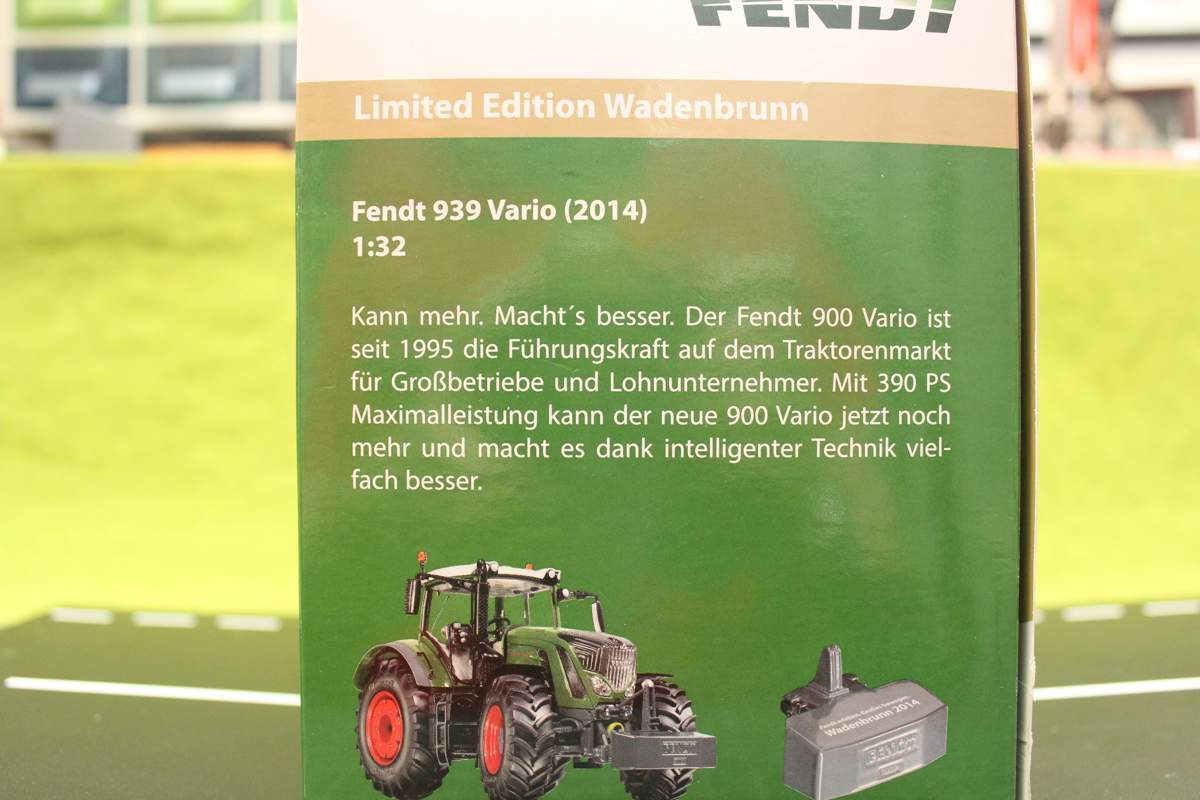 FENDT
Limited Edition Wadenbrunn
Fendt 939 Vario (2014)
1:32
Kann mehr. Macht´s besser. Der Fendt 900 Vario ist
seit 1995 die Führungskraft auf dem Traktorenmarkt
für Großbetriebe und Lohnunternehmer. Mit 390 PS
Maximalleistung kann der neue 900 Vario jetzt noch
mehr und macht es dank intelligenter Technik viel-
fach besser.
Wadenbrunn 2014
FENDT
FENDT